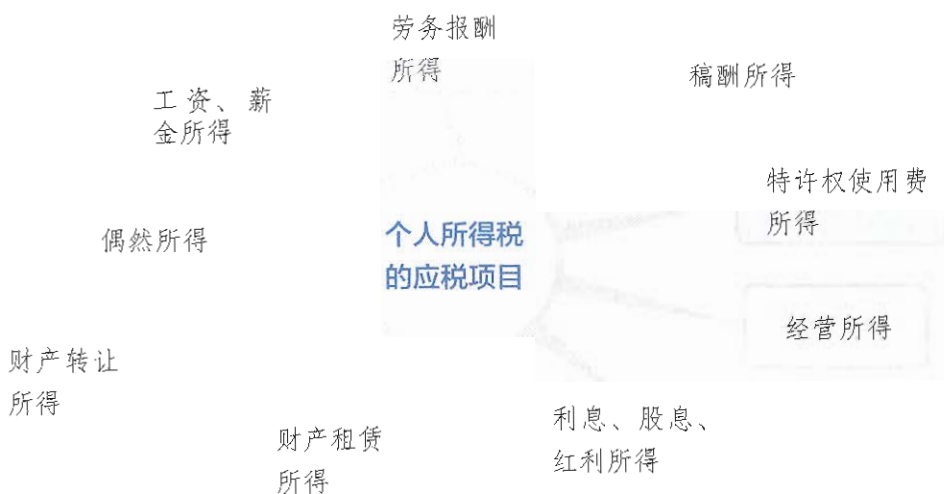 劳务报酬
所得
稿酬所得
工资、薪
金所得
特许权使用费
所得
偶然所得
个人所得税
的应税项目
经营所得
财产转让
所得
利息、股息、
红利所得
财产租赁
所得